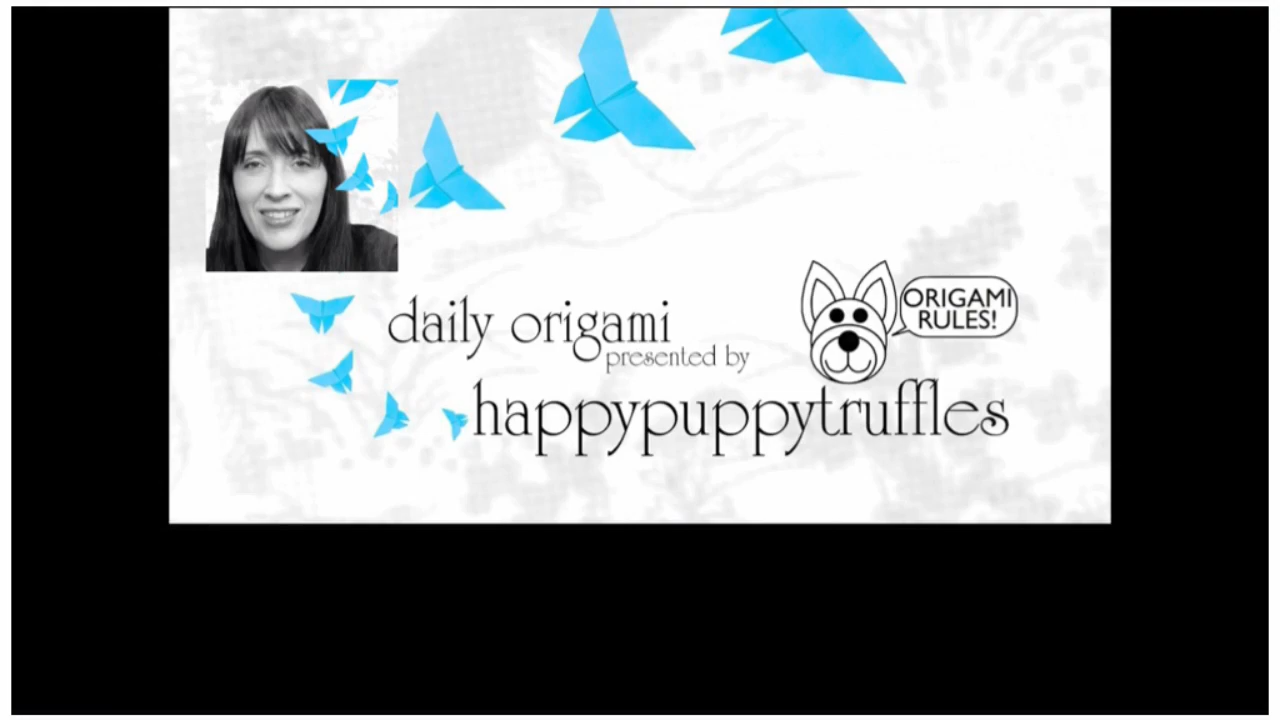 daily origami
presented by
ORIGAMI
RULES!
happypuppytruffles